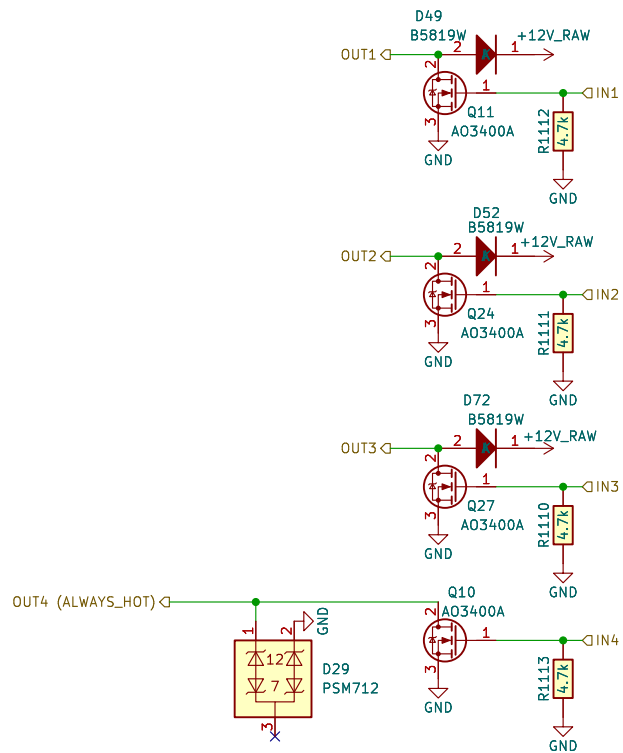 D49
B5819W
+12V_RAW
OUT1
2
1
2
1
IN1
Q11
AO3400A
3
GND
R1112
4.7k
GND
D52
B5819W
+12V_RAW
OUT2
2
1
2
1
IN2
Q24
AO3400A
3
GND
R1111
4.7k
GND
D72
B5819W
+12V_RAW
OUT3
2
1
2
1
IN3
Q27
AO3400A
3
GND
R1110
4.7k
GND
OUT4 (ALWAYS_HOT)
Q10
AO3400A
2
1
IN4
3
GND
R1113
4.7k
GND
1
2
GND
12
7
D29
PSM712
3